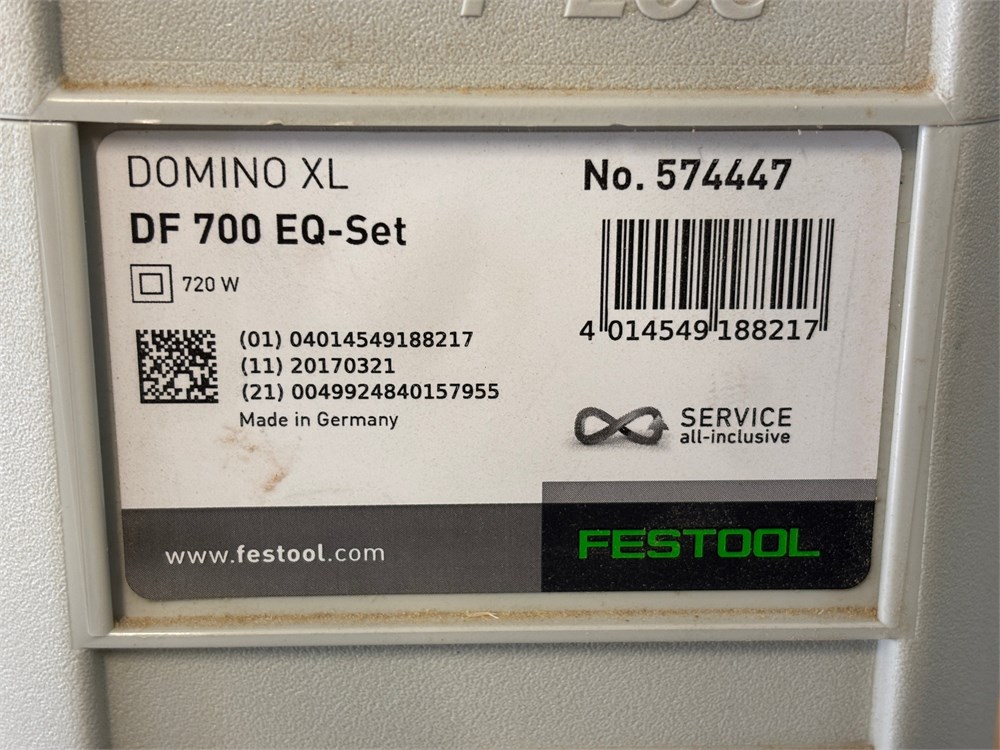 DOMINO XL
DF 700 EQ-Set
720 W
(01) 04014549188217
(11) 20170321
(21) 0049924840157955
Made in Germany
No. 574447
4 014549 188217
SERVICE
all-inclusive
www.festool.com
FESTOOL